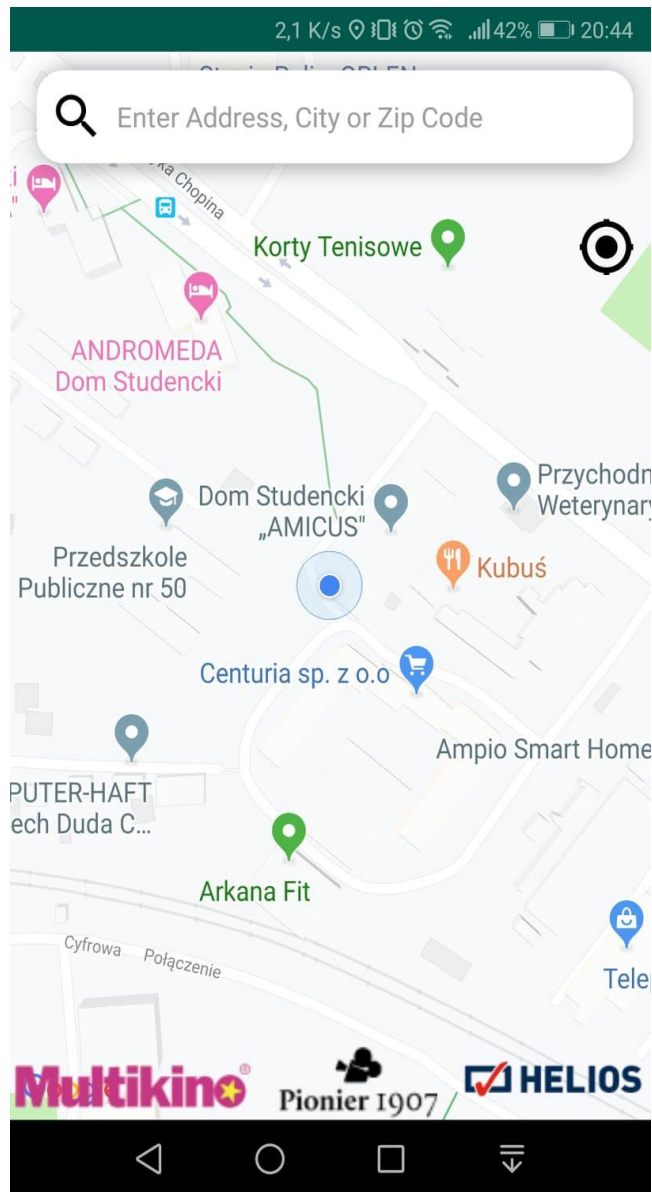 2,1 K/s 42% 20:44
Enter Address, City or Zip Code
Chopina
Korty Tenisowe
ANDROMEDA
Dom Studencki
Przychodn
Weterynary
Dom Studencki
„AMICUS"
Przedszkole
Publiczne nr 50
Kubuś
Centuria sp. z o.o
Ampio Smart Home
PUTER-HAFT
ech Duda C...
Arkana Fit
Cyfrowa Połączenie
Tele
Multikino®
Google
Pionier 1907
HELIOS